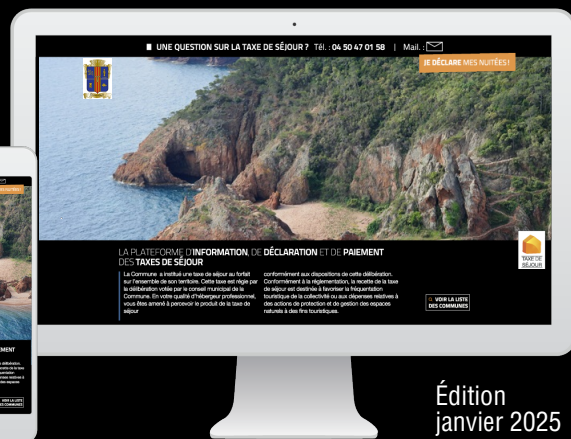 UNE QUESTION SUR LA TAXE DE SÉJOUR ? Tél. : 04 50 47 01 58 | Mail. :
JE DÉCLARE MES NUITÉES !
LA PLATEFORME D'INFORMATION, DE DÉCLARATION ET DE PAIEMENT
DES TAXES DE SÉJOUR
La Commune a institué une taxe de séjour au forfait
sur l'ensemble de son territoire. Cette taxe est régie par
la délibération votée par le conseil municipal de la
Commune. En votre qualité d'hébergeur professionnel,
vous êtes amené à percevoir le produit de la taxe de
séjour
conformément aux dispositions de cette délibération.
Conformément à la réglementation, la recette de la taxe
de séjour est destinée à favoriser la fréquentation
touristique de la collectivité ou aux dépenses relatives à
des actions de protection et de gestion des espaces
naturels à des fins touristiques.
TAXE DE
SÉJOUR
VOIR LA LISTE
DES COMMUNES
EMENT
VOIR LA LISTE
DES COMMUNES
Édition
janvier 2025